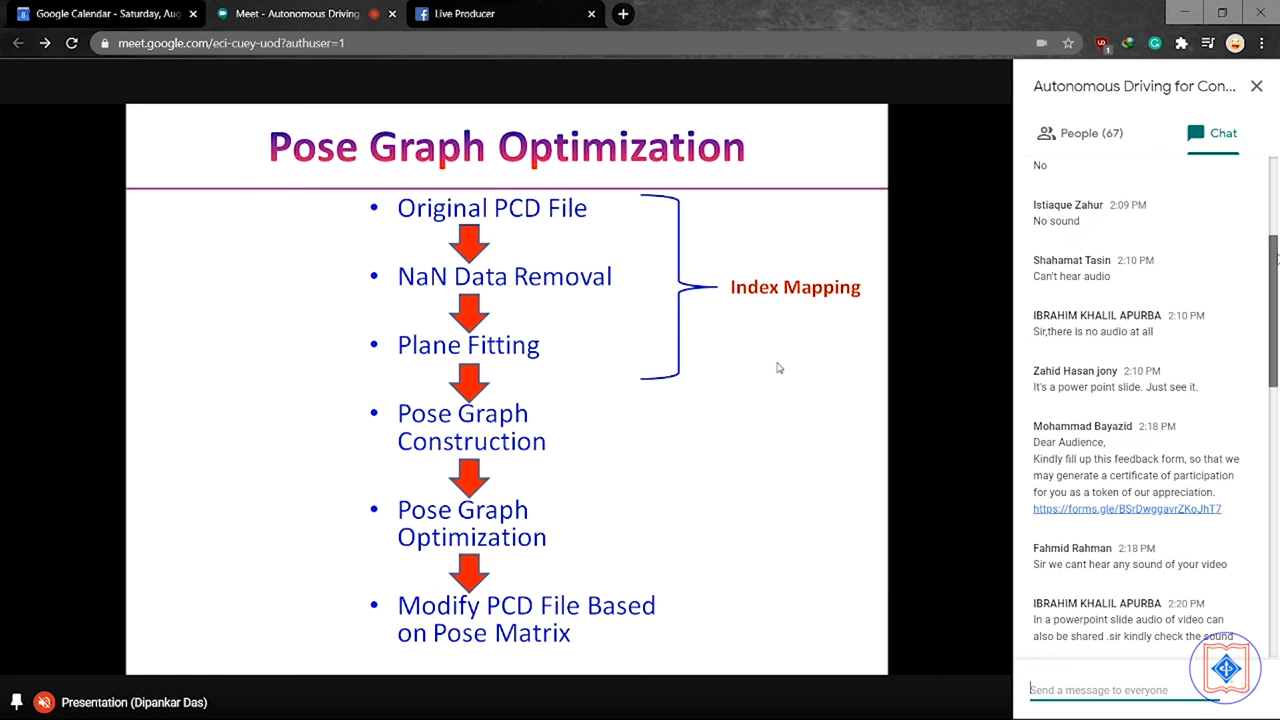 Google Calendar - Saturday, Aug
Meet - Autonomous Driving
Live Producer
meet.google.com/eci-cuey-uod?authuser=1
Pose Graph Optimization
• Original PCD File
• NaN Data Removal
• Plane Fitting
• Pose Graph
Construction
• Pose Graph
Optimization
• Modify PCD File Based
on Pose Matrix
Index Mapping
Presentation (Dipankar Das)
Autonomous Driving for Con...
People (67)
Chat
No
Istiaque Zahur 2:09 PM
No sound
Shahamat Tasin 2:10 PM
Can't hear audio
IBRAHIM KHALIL APURBA 2:10 PM
Sir,there is no audio at all
Zahid Hasan jony 2:10 PM
It's a power point slide. Just see it.
Mohammad Bayazid 2:18 PM
Dear Audience,
Kindly fill up this feedback form, so that we
may generate a certificate of participation
for you as a token of our appreciation.
https://forms.gle/BSrDwggavrZKoJhT7
Fahmid Rahman 2:18 PM
Sir we cant hear any sound of your video
IBRAHIM KHALIL APURBA 2:20 PM
In a powerpoint slide audio of video can
also be shared .sir kindly check the sound
Send a message to everyone